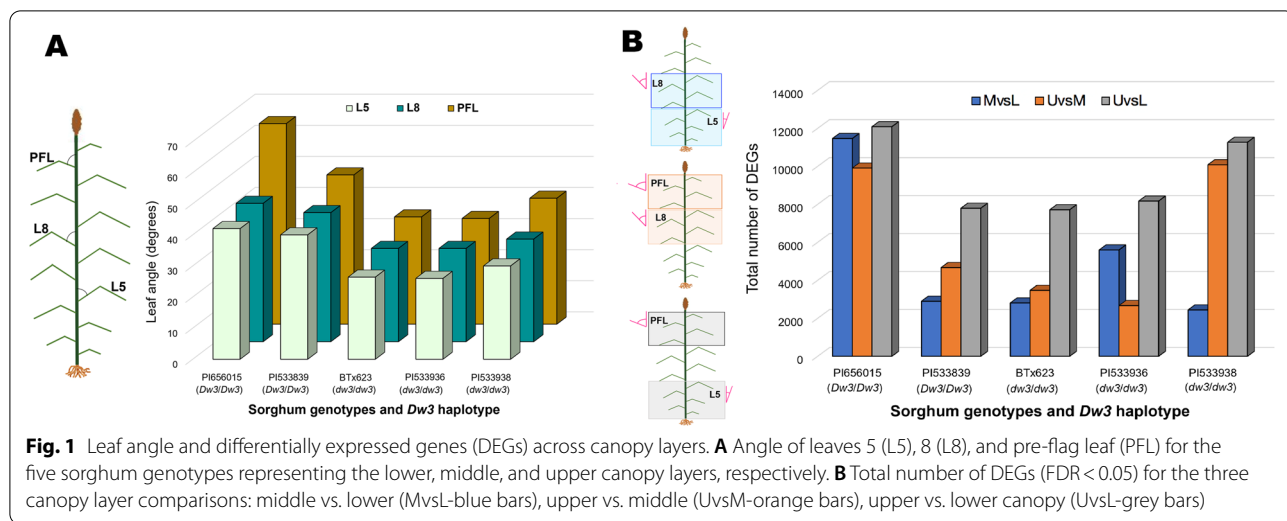 A
PFL
L8
L5
L5 L8 PFL
Leaf angle (degrees)
70
60
50
40
30
20
10
0
PI656015 PI533839 BTx623 PI533936 PI533938
(Dw3/Dw3) (Dw3/Dw3) (dw3/dw3) (dw3/dw3) (dw3/dw3)
Sorghum genotypes and Dw3 haplotype
B
L8
L5
PFL
L8
PFL
L5
MvsL UvsM UvsL
Total number of DEGs
14000
12000
10000
8000
6000
4000
2000
0
PI656015 PI533839 BTx623 PI533936 PI533938
(Dw3/Dw3) (Dw3/Dw3) (dw3/dw3) (dw3/dw3) (dw3/dw3)
Sorghum genotypes and Dw3 haplotype
Fig. 1 Leaf angle and differentially expressed genes (DEGs) across canopy layers. A Angle of leaves 5 (L5), 8 (L8), and pre-flag leaf (PFL) for the
five sorghum genotypes representing the lower, middle, and upper canopy layers, respectively. B Total number of DEGs (FDR < 0.05) for the three
canopy layer comparisons: middle vs. lower (MvsL-blue bars), upper vs. middle (UvsM-orange bars), upper vs. lower canopy (UvsL-grey bars)